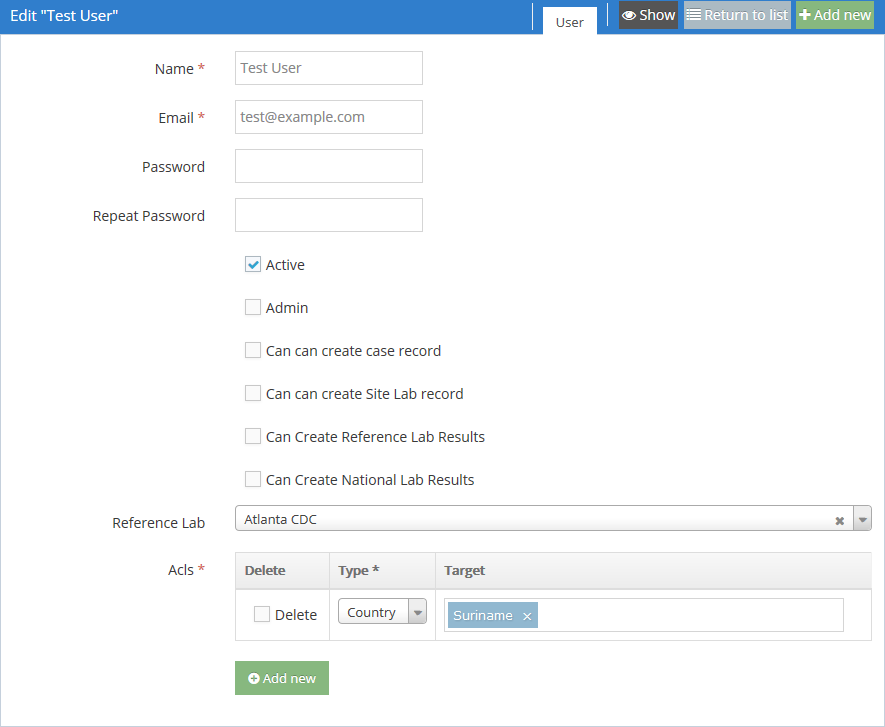 Edit "Test User"
User
Show
Return to list
Add new
Name *
Test User
Email *
test@example.com
Password
Repeat Password
Active
Admin
Can can create case record
Can can create Site Lab record
Can Create Reference Lab Results
Can Create National Lab Results
Reference Lab
Atlanta CDC
Acls *
Delete
Type *
Target
Delete
Country
Suriname ×
Add new